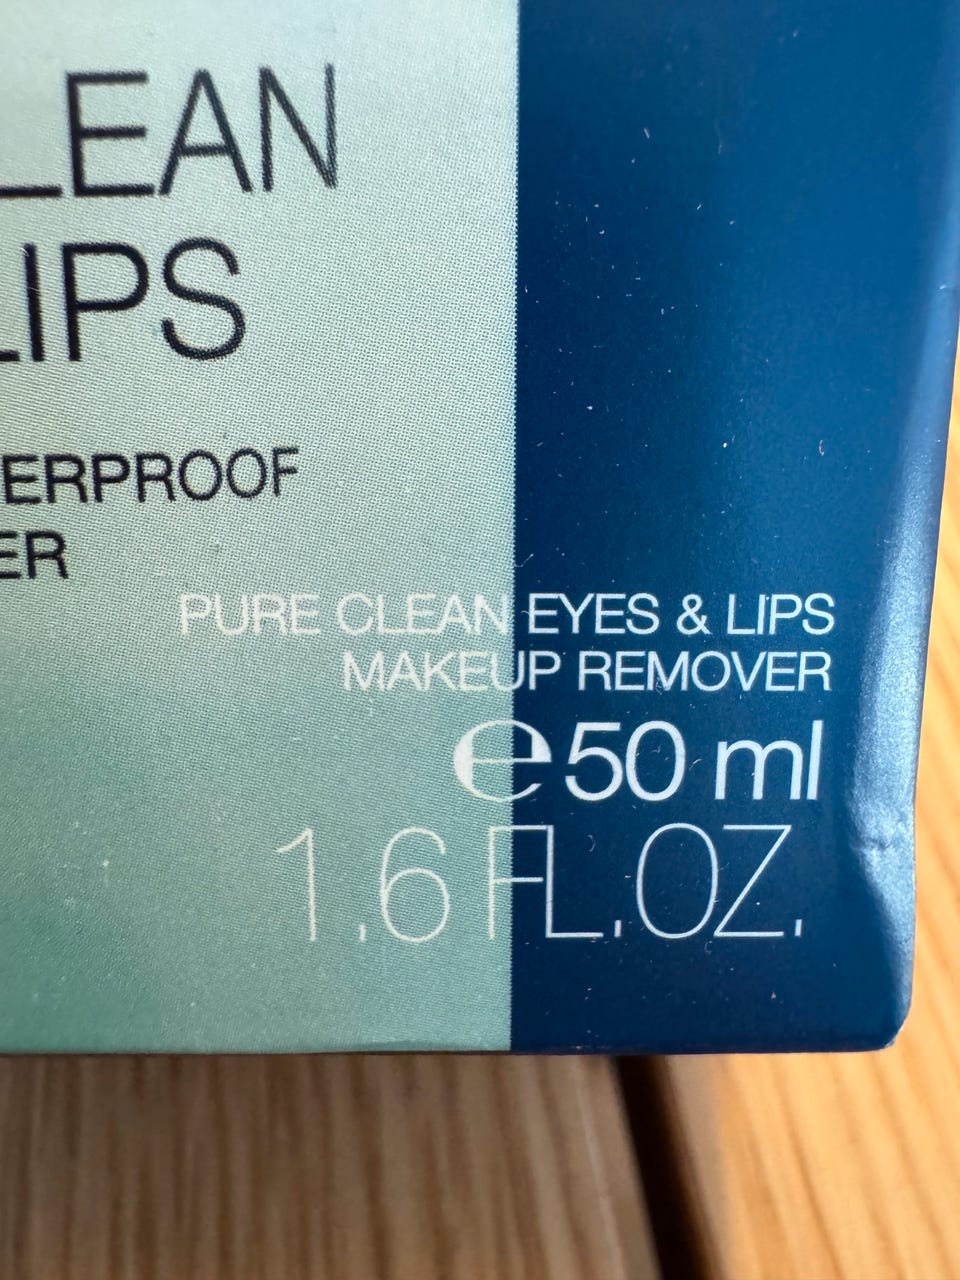 LEAN
LIPS
ERPROOF
ER
PURE CLEAN EYES & LIPS
MAKEUP REMOVER
℮50 ml
1.6 FL.OZ.